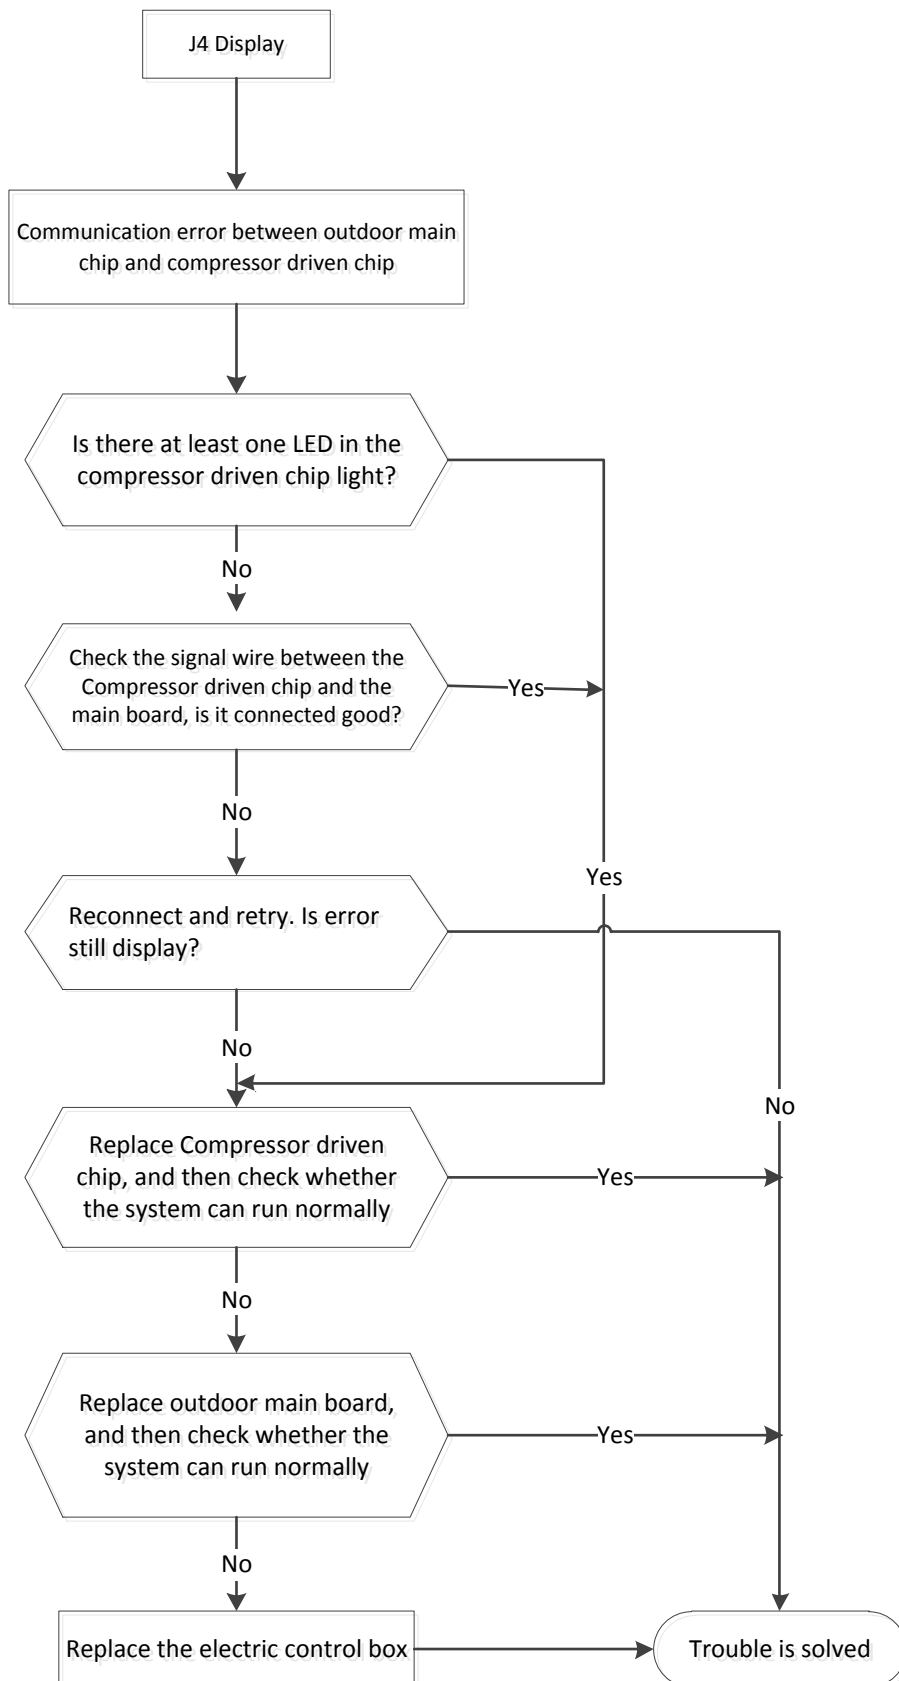 J4 Display
Communication error between outdoor main
chip and compressor driven chip
Is there at least one LED in the
compressor driven chip light?
No
Check the signal wire between the
Compressor driven chip and the
main board, is it connected good?
Yes
No
Yes
Reconnect and retry. Is error
still display?
No
No
Replace Compressor driven
chip, and then check whether
the system can run normally
Yes
No
Replace outdoor main board,
and then check whether the
system can run normally
Yes
No
Replace the electric control box
Trouble is solved